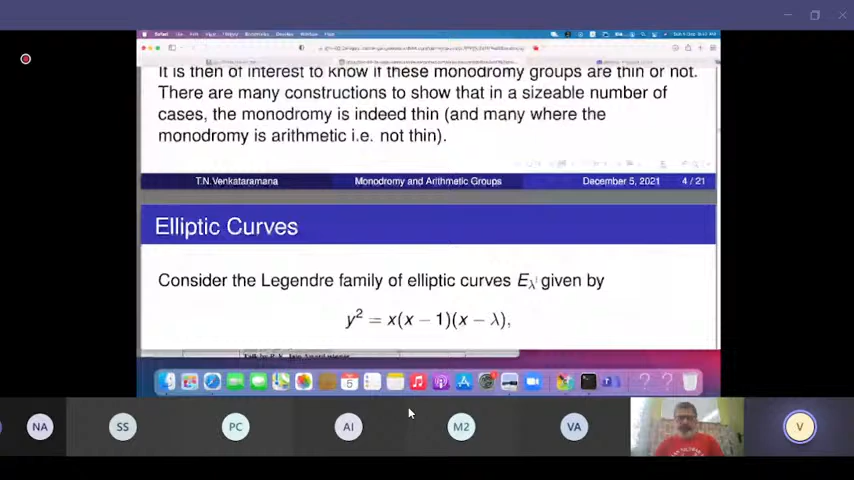 It is then of interest to know if these monodromy groups are thin or not.
There are many constructions to show that in a sizeable number of
cases, the monodromy is indeed thin (and many where the
monodromy is arithmetic i.e. not thin).
T.N.Venkataramana Monodromy and Arithmetic Groups December 5, 2021 4 / 21
Elliptic Curves
Consider the Legendre family of elliptic curves E_λ given by
y² = x(x − 1)(x − λ),
NA SS PC AI M2 VA V